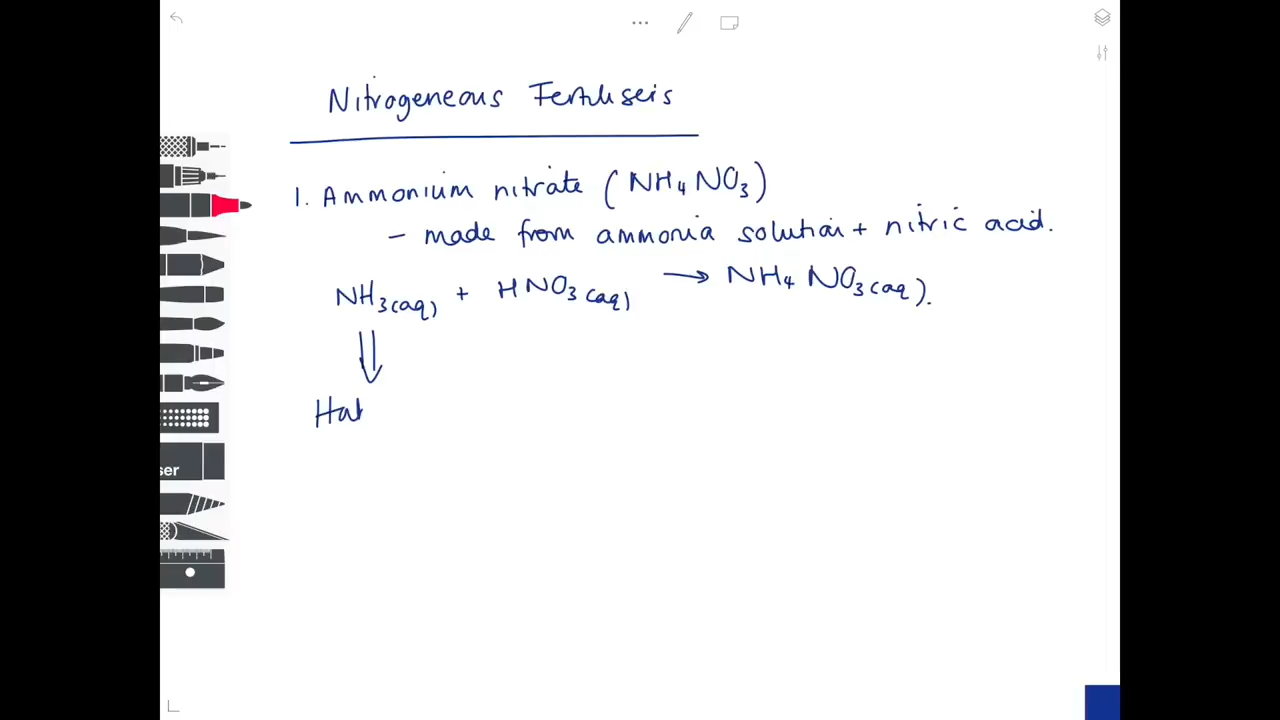 Nitrogeneous Fertilisers
1. Ammonium nitrate (NH₄NO₃)
– made from ammonia solution + nitric acid.
NH₃(aq) + HNO₃(aq) → NH₄NO₃(aq).
Hab
ser